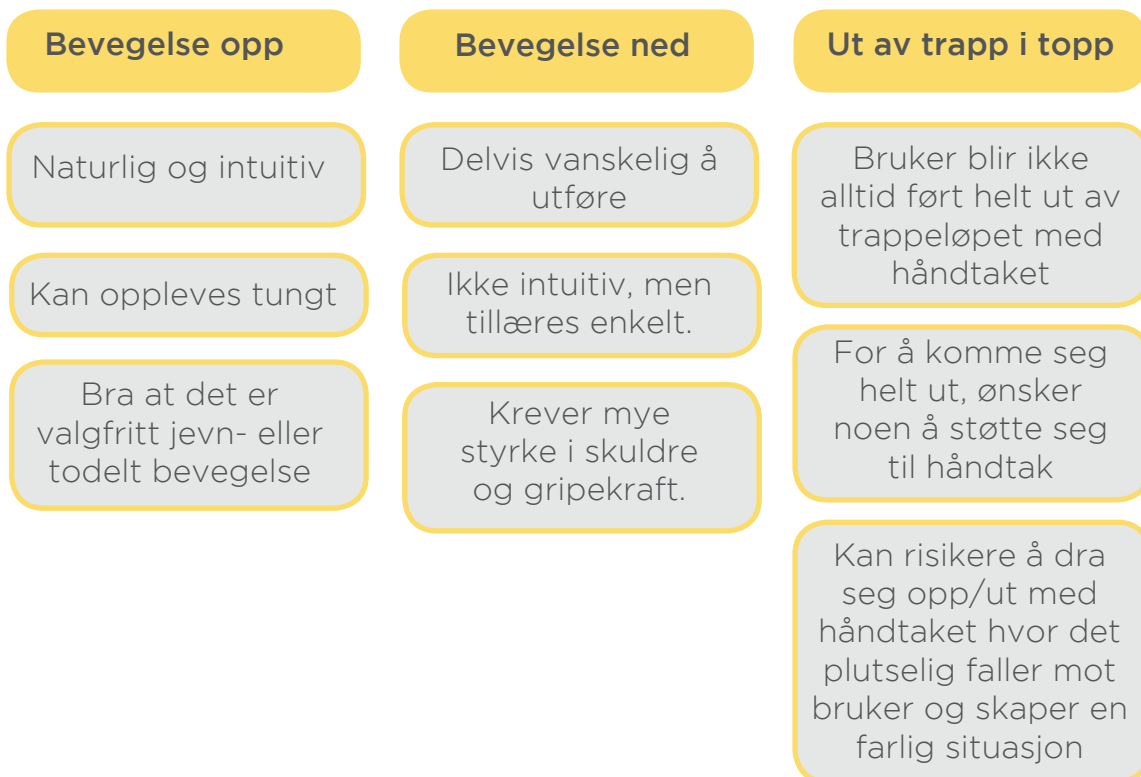 Bevegelse opp
Naturlig og intuitiv
Kan oppleves tungt
Bra at det er
valgfritt jevn- eller
todelt bevegelse
Bevegelse ned
Delvis vanskelig å
utføre
Ikke intuitiv, men
tillæres enkelt.
Krever mye
styrke i skuldre
og gripekraft.
Ut av trapp i topp
Bruker blir ikke
alltid ført helt ut av
trappeløpet med
håndtaket
For å komme seg
helt ut, ønsker
noen å støtte seg
til håndtak
Kan risikere å dra
seg opp/ut med
håndtaket hvor det
plutselig faller mot
bruker og skaper en
farlig situasjon